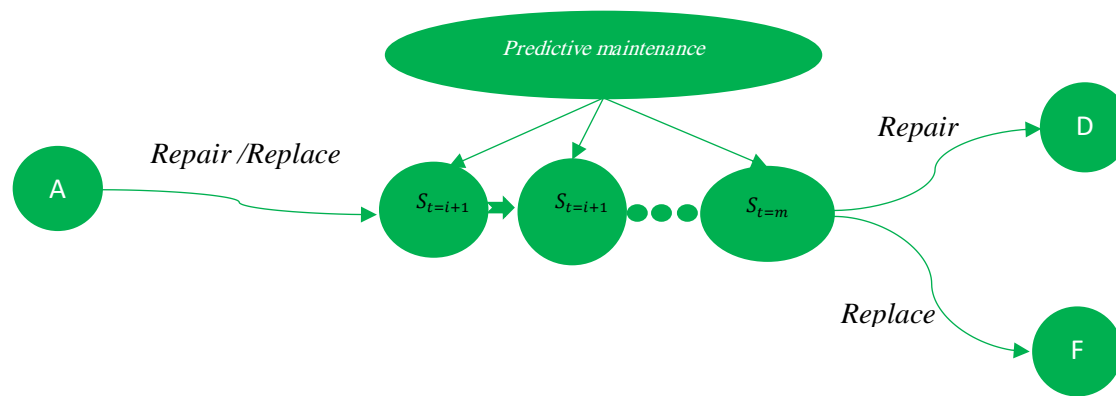 Predictive maintenance
Repair
D
Repair /Replace
A
S_{t=i+1}
S_{t=i+1}
S_{t=m}
Replace
F